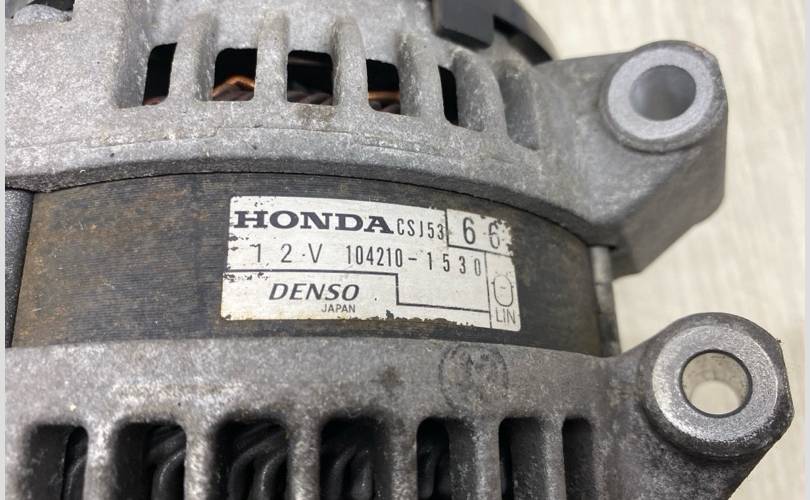 HONDA CSJ53 66
12V 104210-1530
DENSO
JAPAN
LIN